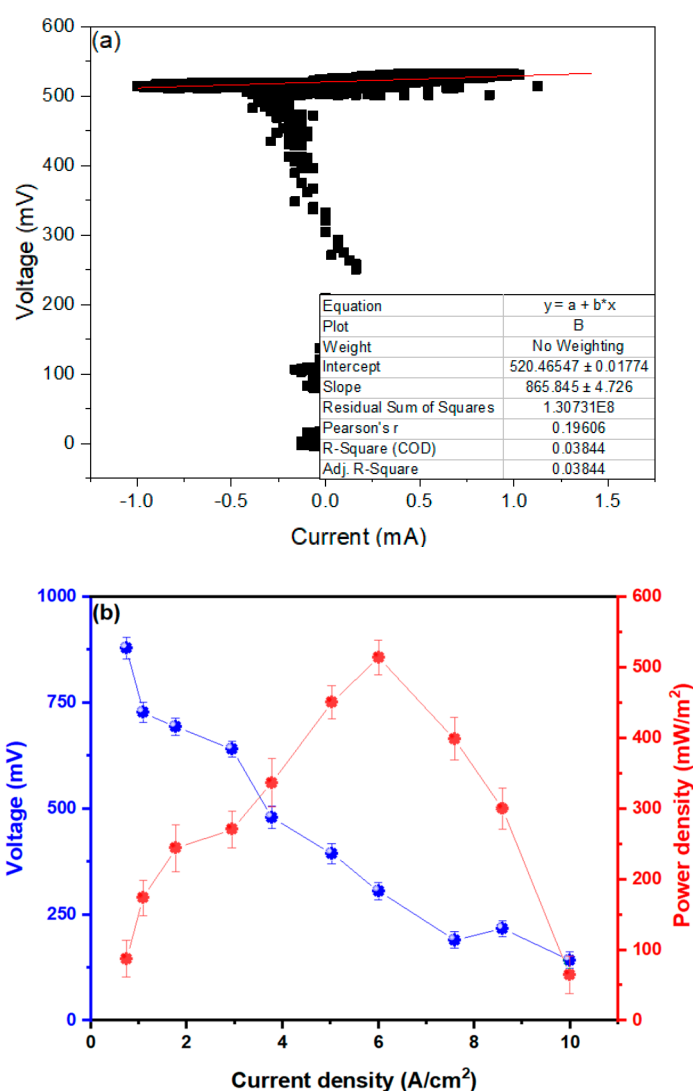 (a)
600
500
400
300
200
100
0
Voltage (mV)
Equation y = a + b*x
Plot B
Weight No Weighting
Intercept 520.46547 ± 0.01774
Slope 865.845 ± 4.726
Residual Sum of Squares 1.30731E8
Pearson's r 0.19606
R-Square (COD) 0.03844
Adj. R-Square 0.03844
-1.0 -0.5 0.0 0.5 1.0 1.5
Current (mA)
(b)
1000
750
500
250
0
Voltage (mV)
600
500
400
300
200
100
0
Power density (mW/m²)
0 2 4 6 8 10
Current density (A/cm²)